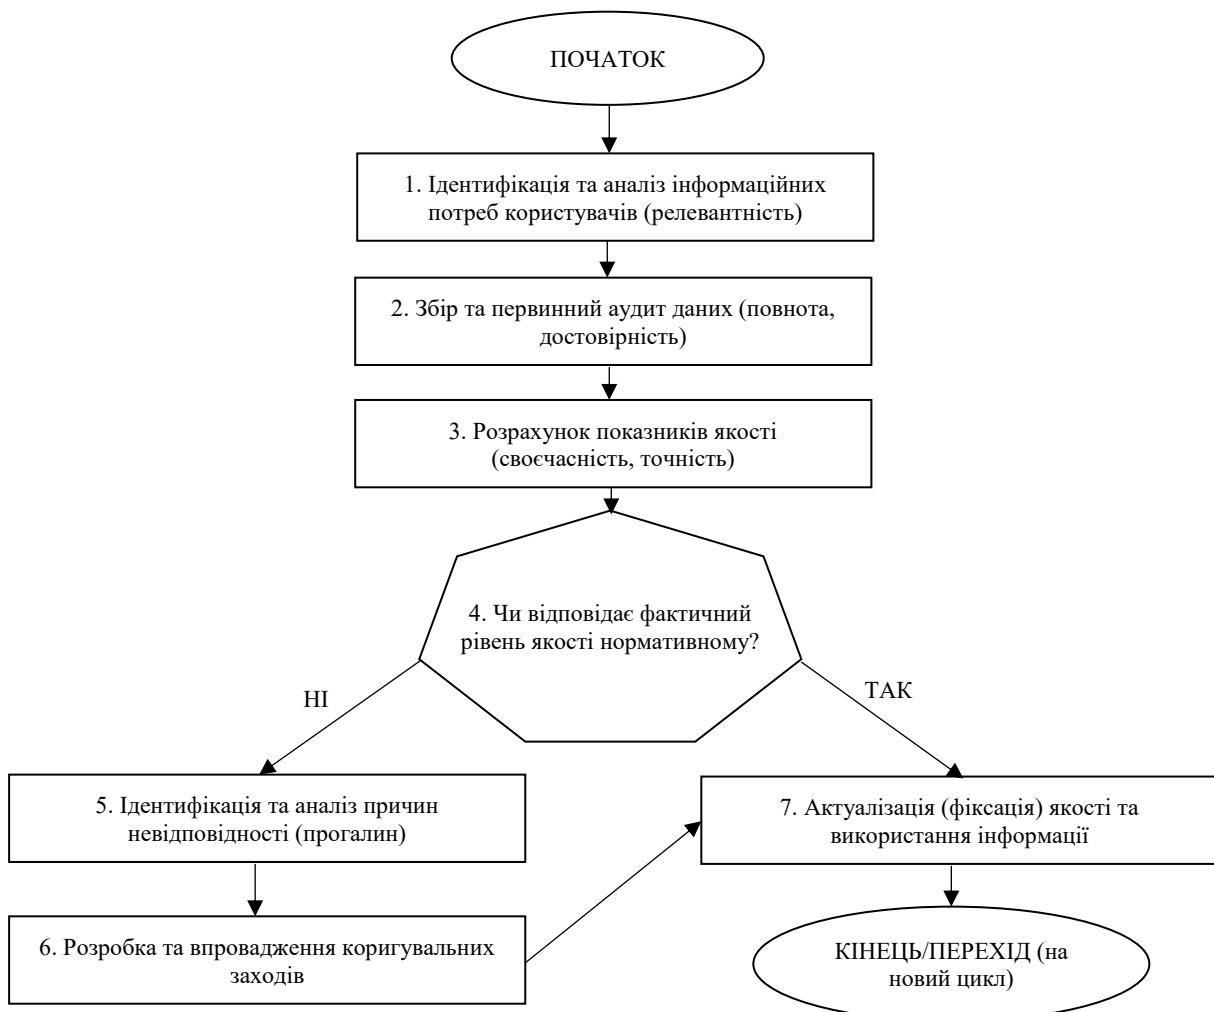 ПОЧАТОК
1. Ідентифікація та аналіз інформаційних
потреб користувачів (релевантність)
2. Збір та первинний аудит даних (повнота,
достовірність)
3. Розрахунок показників якості
(своєчасність, точність)
4. Чи відповідає фактичний
рівень якості нормативному?
НІ
ТАК
5. Ідентифікація та аналіз причин
невідповідності (прогалин)
7. Актуалізація (фіксація) якості та
використання інформації
6. Розробка та впровадження коригувальних
заходів
КІНЕЦЬ/ПЕРЕХІД (на
новий цикл)